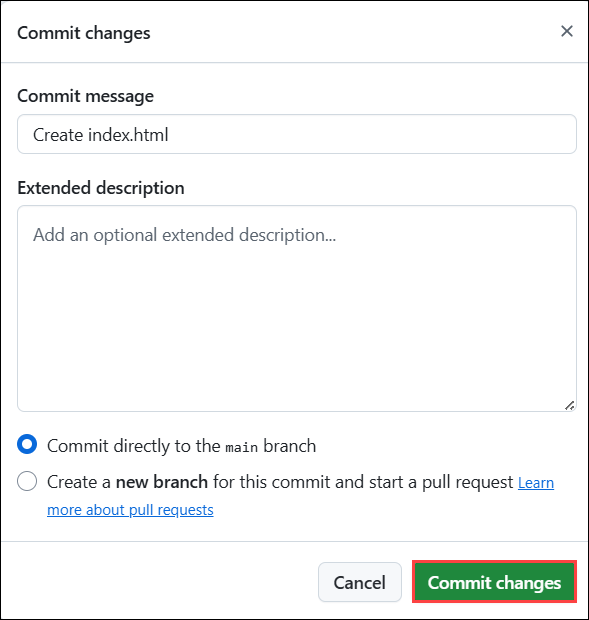 Commit changes
Commit message
Create index.html
Extended description
Add an optional extended description...
Commit directly to the main branch
Create a new branch for this commit and start a pull request Learn
more about pull requests
Cancel
Commit changes